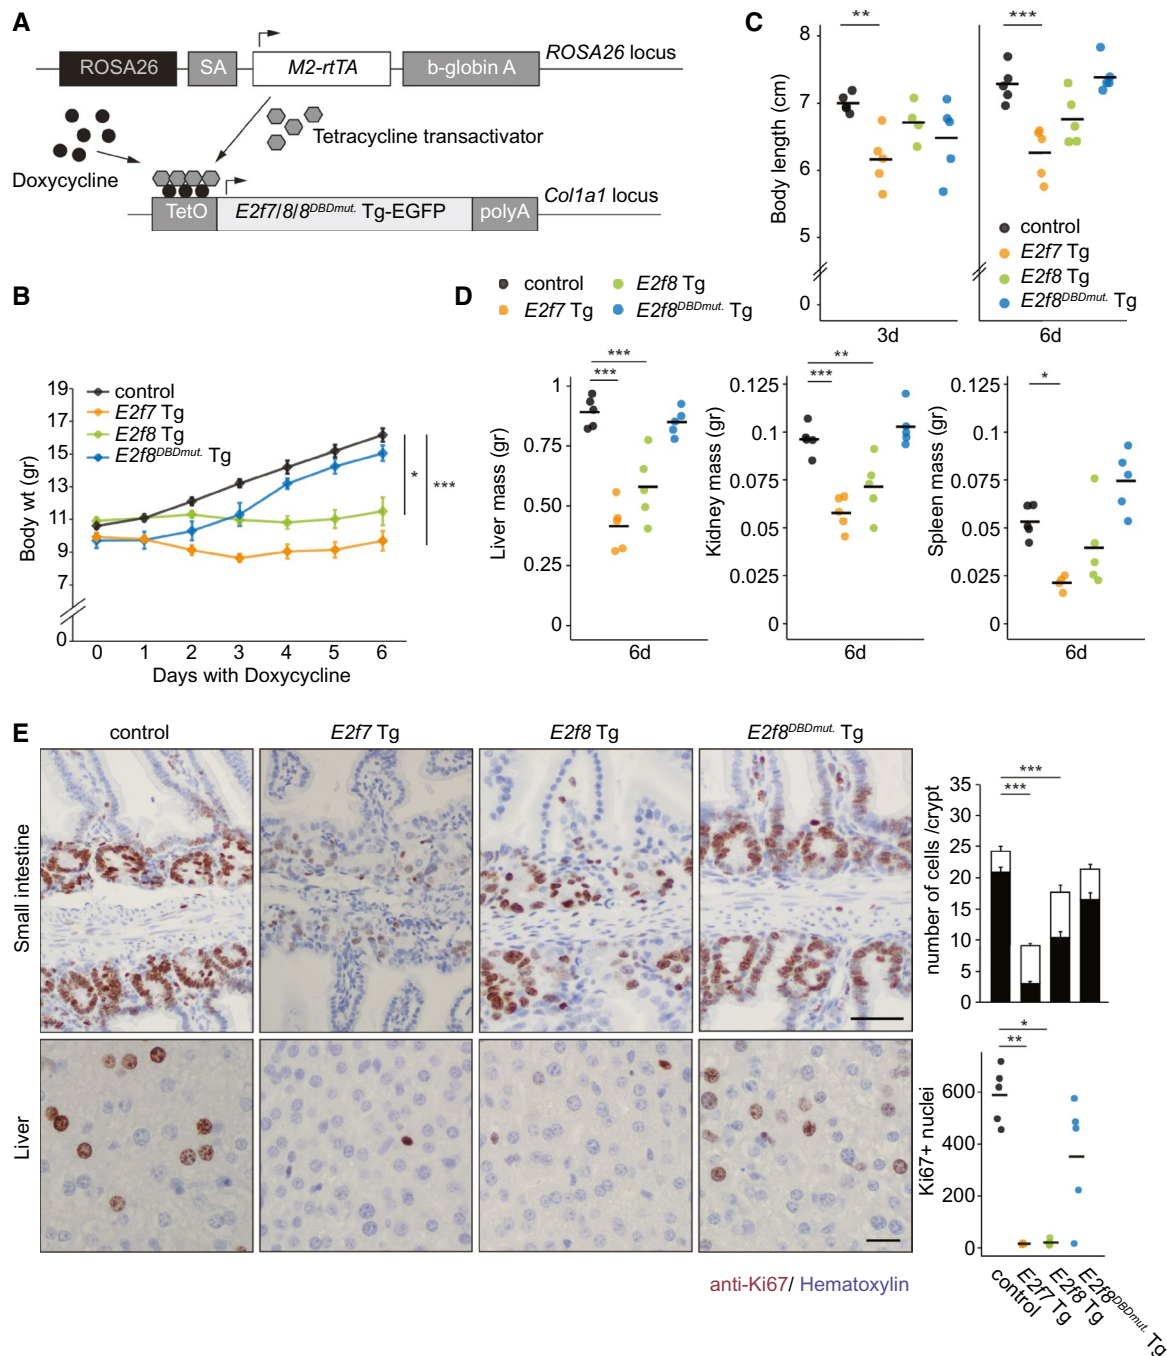 A
ROSA26
SA
M2-rtTA
b-globin A
ROSA26 locus
Tetracycline transactivator
Doxycycline
TetO
E2f7/8/8DBDmut. Tg-EGFP
polyA
Col1a1 locus
B
19
17
15
13
11
9
7
0
Body wt (gr)
control
E2f7 Tg
E2f8 Tg
E2f8DBDmut. Tg
*
***
0 1 2 3 4 5 6
Days with Doxycycline
C
8
7
6
5
0
Body length (cm)
**
***
control
E2f7 Tg
E2f8 Tg
E2f8DBDmut. Tg
3d
6d
D
control
E2f7 Tg
E2f8 Tg
E2f8DBDmut. Tg
Liver mass (gr)
1
0.75
0.50
0.25
0
***
***
6d
Kidney mass (gr)
0.125
0.1
0.075
0.05
0.025
0
**
***
6d
Spleen mass (gr)
0.125
0.1
0.075
0.05
0.025
0
*
6d
E
control
E2f7 Tg
E2f8 Tg
E2f8DBDmut. Tg
Small intestine
Liver
anti-Ki67/ Hematoxylin
number of cells /crypt
35
30
25
20
15
10
5
0
***
***
Ki67+ nuclei
600
400
200
0
*
**
control
E2f7 Tg
E2f8 Tg
E2f8DBDmut. Tg